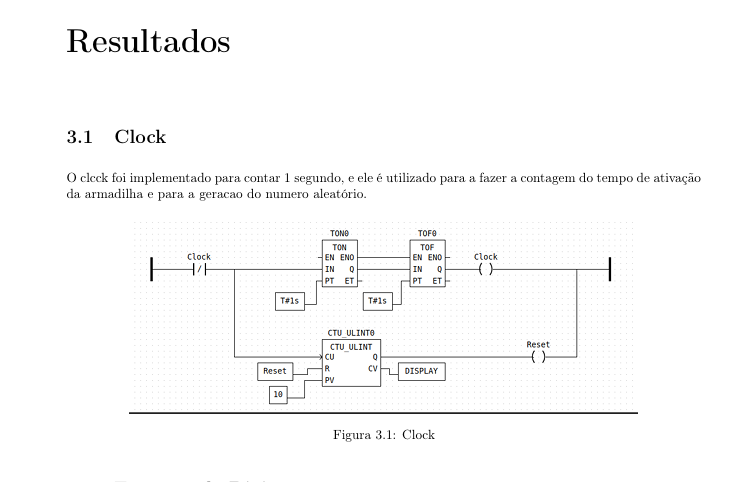 Resultados
3.1 Clock
O clcck foi implementado para contar 1 segundo, e ele é utilizado para a fazer a contagem do tempo de ativação
da armadilha e para a geracao do numero aleatório.
TON0 TOF0
TON TOF
Clock EN ENO EN ENO Clock
/ IN Q IN Q ( )
PT ET PT ET
T#1s T#1s
CTU_ULINT0
CTU_ULINT Reset
CU Q ( )
Reset R CV DISPLAY
PV
10
Figura 3.1: Clock